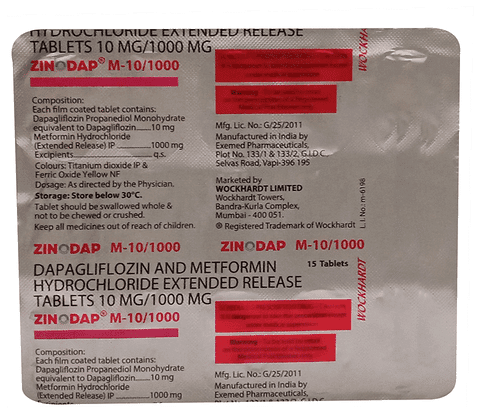 HYDROCHLORIDE EXTENDED RELEASE
TABLETS 10 MG/1000 MG
ZINODAP® M-10/1000
Composition:
Each film coated tablet contains:
Dapagliflozin Propanediol Monohydrate
equivalent to Dapagliflozin.....10 mg
Metformin Hydrochloride
(Extended Release) IP.....1000 mg
Excipients.....q.s.
Colours: Titanium dioxide IP &
Ferric Oxide Yellow NF
Dosage: As directed by the Physician.
Storage: Store below 30°C.
Tablet should be swallowed whole &
not to be chewed or crushed.
Keep all medicines out of reach of children.
Warning:
Mfg. Lic. No.: G/25/2011
Manufactured in India by
Exemed Pharmaceuticals,
Plot No. 133/1 & 133/2, G.I.D.C.,
Selvas Road, Vapi-396 195
Marketed by
WOCKHARDT LIMITED
Wockhardt Towers,
Bandra-Kurla Complex,
Mumbai - 400 051.
® Registered Trademark of Wockhardt
WOCKHARDT
L.I. No.: m-6198
ZINODAP M-10/1000
ZINODAP M-10/1000
DAPAGLIFLOZIN AND METFORMIN
HYDROCHLORIDE EXTENDED RELEASE
TABLETS 10 MG/1000 MG
15 Tablets
ZINODAP® M-10/1000
Composition:
Each film coated tablet contains:
Dapagliflozin Propanediol Monohydrate
equivalent to Dapagliflozin.....10 mg
Metformin Hydrochloride
(Extended Release) IP.....1000 mg
Warning:
Mfg. Lic. No.: G/25/2011
Manufactured in India by
Exemed Pharmaceuticals,
WOCKHARDT